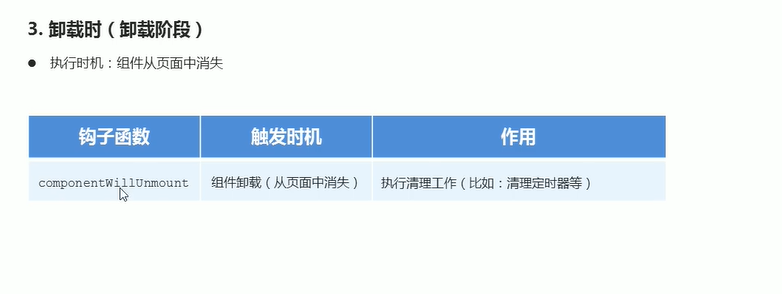 3. 卸载时（卸载阶段）
● 执行时机：组件从页面中消失
钩子函数 触发时机 作用
componentWillUnmount 组件卸载（从页面中消失） 执行清理工作（比如：清理定时器等）